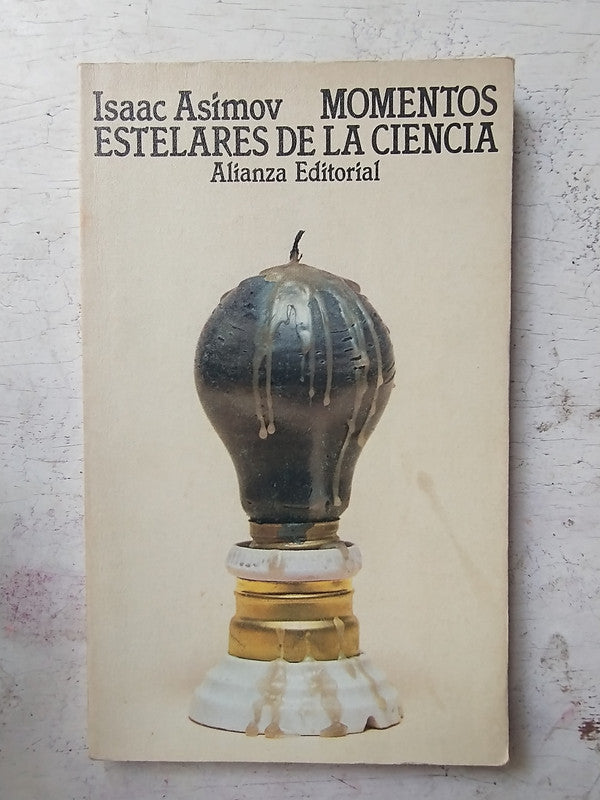 Isaac Asimov MOMENTOS
ESTELARES DE LA CIENCIA
Alianza Editorial